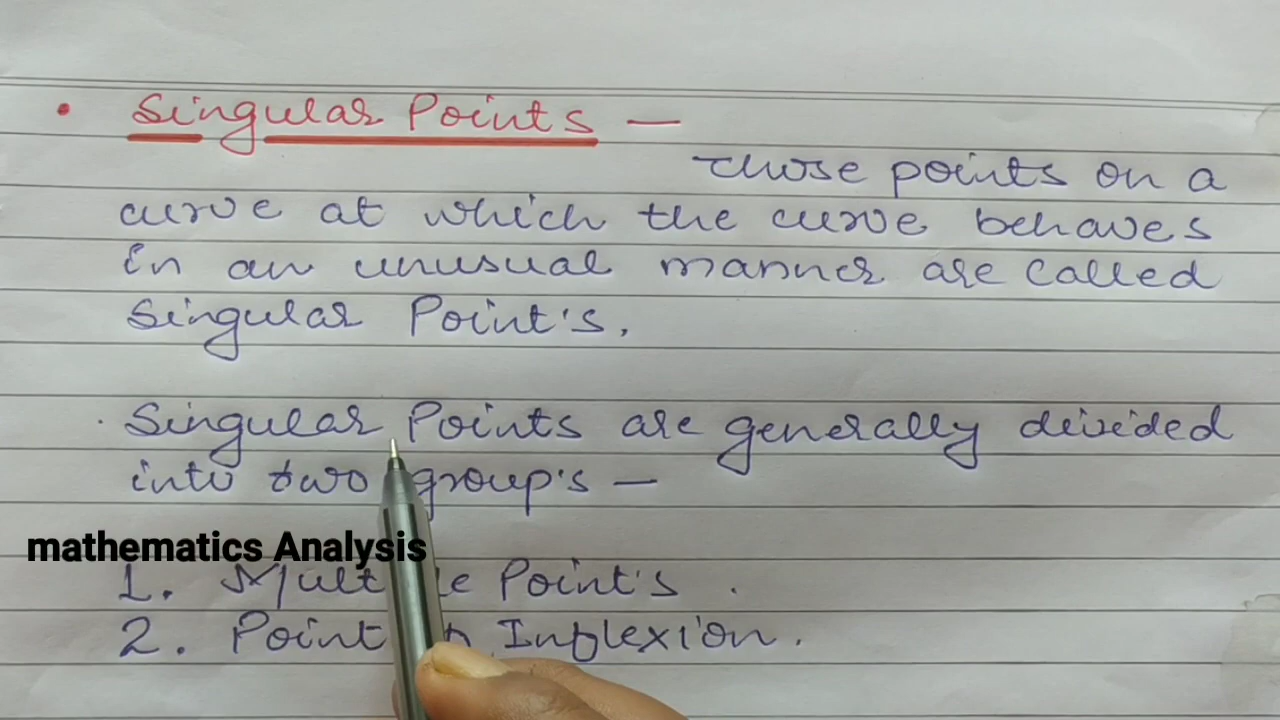 • Singular Points —
Those points on a
curve at which the curve behaves
in an unusual manner are called
Singular Point's.
· Singular Points are generally divided
into two group's —
mathematics Analysis
1. Point's .
2. Point Inflexion.